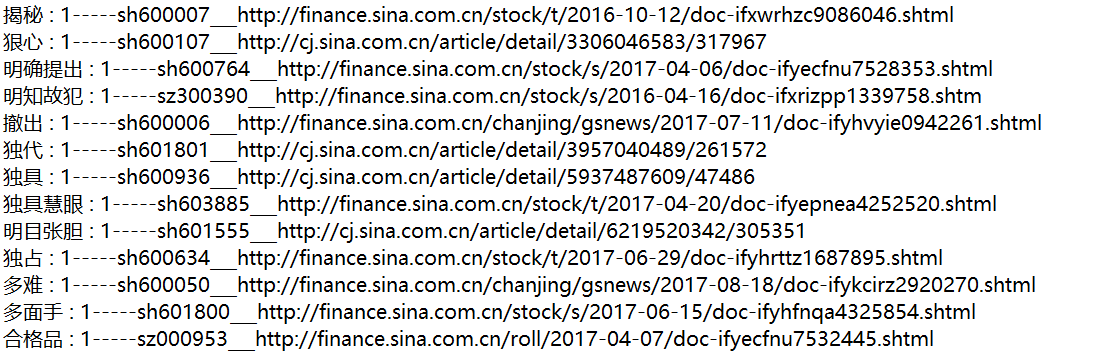 揭秘 : 1-----sh600007___http://finance.sina.com.cn/stock/t/2016-10-12/doc-ifxwrhzc9086046.shtml
狠心 : 1-----sh600107___http://cj.sina.com.cn/article/detail/3306046583/317967
明确提出 : 1-----sh600764___http://finance.sina.com.cn/stock/s/2017-04-06/doc-ifyecfnu7528353.shtml
明知故犯 : 1-----sz300390___http://finance.sina.com.cn/stock/s/2016-04-16/doc-ifxrizpp1339758.shtm
撤出 : 1-----sh600006___http://finance.sina.com.cn/chanjing/gsnews/2017-07-11/doc-ifyhvyie0942261.shtml
独代 : 1-----sh601801___http://cj.sina.com.cn/article/detail/3957040489/261572
独具 : 1-----sh600936___http://cj.sina.com.cn/article/detail/5937487609/47486
独具慧眼 : 1-----sh603885___http://finance.sina.com.cn/stock/t/2017-04-20/doc-ifyepnea4252520.shtml
明目张胆 : 1-----sh601555___http://cj.sina.com.cn/article/detail/6219520342/305351
独占 : 1-----sh600634___http://finance.sina.com.cn/stock/t/2017-06-29/doc-ifyhrttz1687895.shtml
多难 : 1-----sh600050___http://finance.sina.com.cn/chanjing/gsnews/2017-08-18/doc-ifykcirz2920270.shtml
多面手 : 1-----sh601800___http://finance.sina.com.cn/stock/s/2017-06-15/doc-ifyhfnqa4325854.shtml
合格品 : 1-----sz000953___http://finance.sina.com.cn/roll/2017-04-07/doc-ifyecfnu7532445.shtml